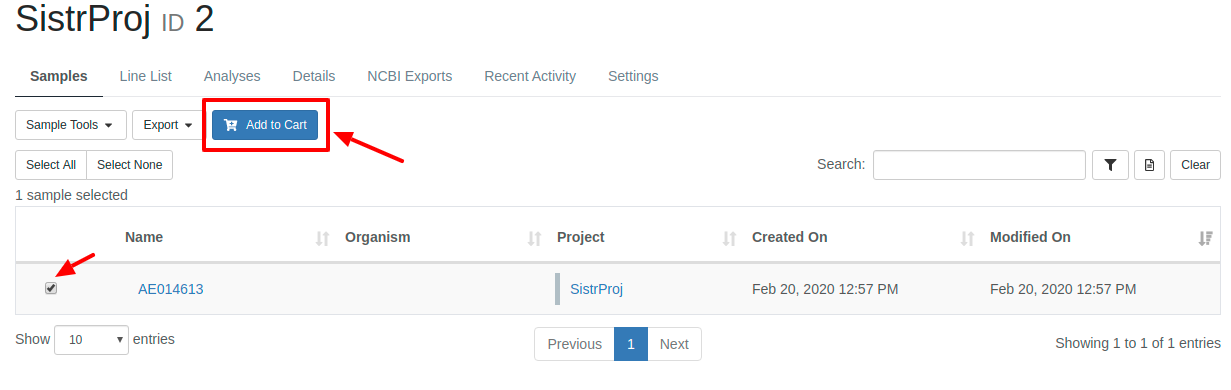 SistrProj ID 2
Samples Line List Analyses Details NCBI Exports Recent Activity Settings
Sample Tools Export Add to Cart
Select All Select None Search: Clear
1 sample selected
Name Organism Project Created On Modified On
AE014613 SistrProj Feb 20, 2020 12:57 PM Feb 20, 2020 12:57 PM
Show 10 entries Previous 1 Next Showing 1 to 1 of 1 entries